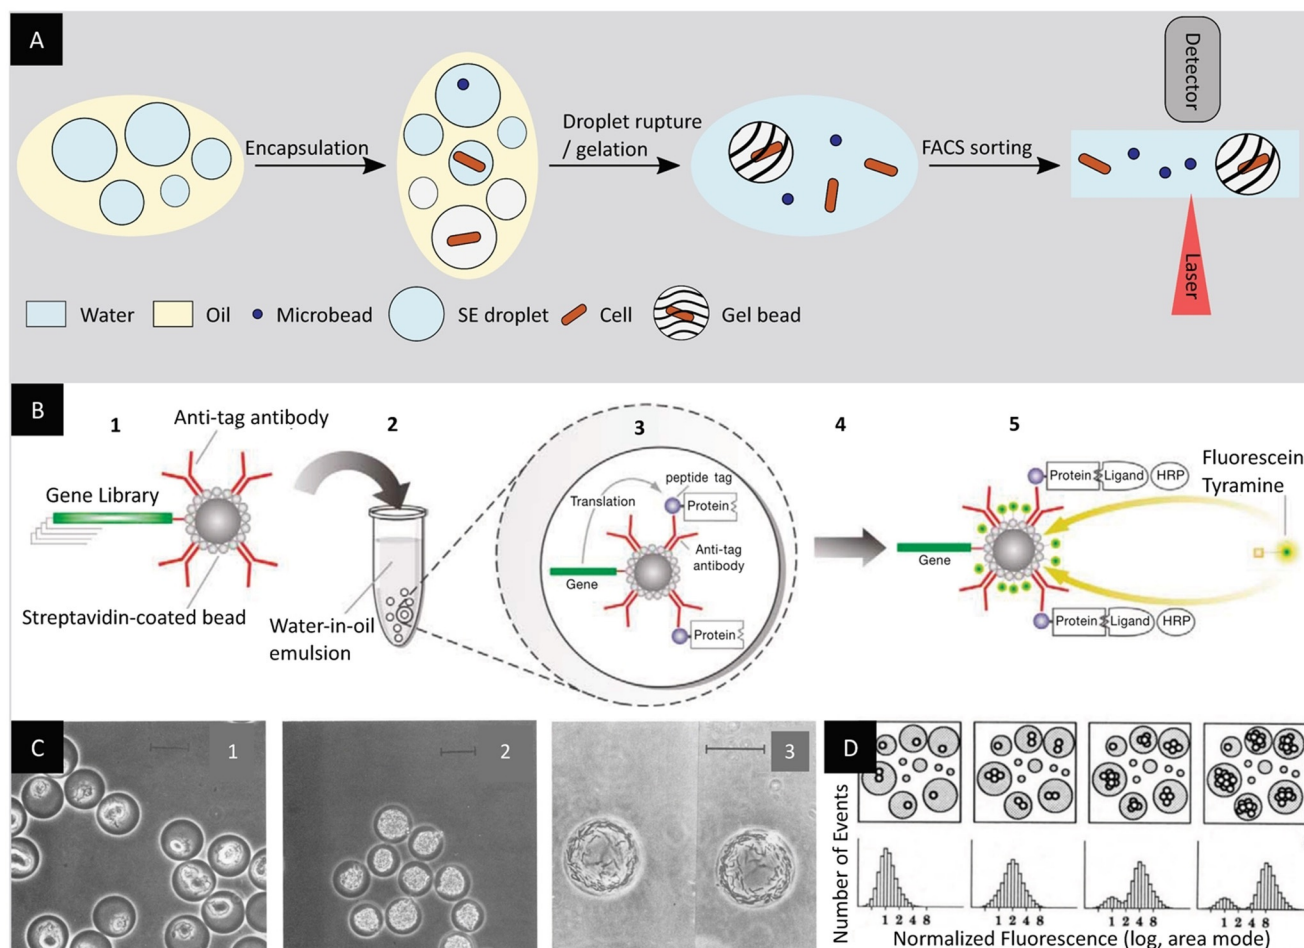 A
Encapsulation
Droplet rupture
/ gelation
FACS sorting
Detector
Laser
Water
Oil
Microbead
SE droplet
Cell
Gel bead
B
1
2
3
4
5
Anti-tag antibody
Gene Library
Streptavidin-coated bead
Water-in-oil
emulsion
Translation
peptide tag
Protein
Anti-tag
antibody
Gene
Protein
Protein
Ligand
HRP
Fluorescein
Tyramine
Gene
Protein
Ligand
HRP
C
1
2
3
D
Number of Events
1 2 4 8
1 2 4 8
1 2 4 8
1 2 4 8
Normalized Fluorescence (log, area mode)